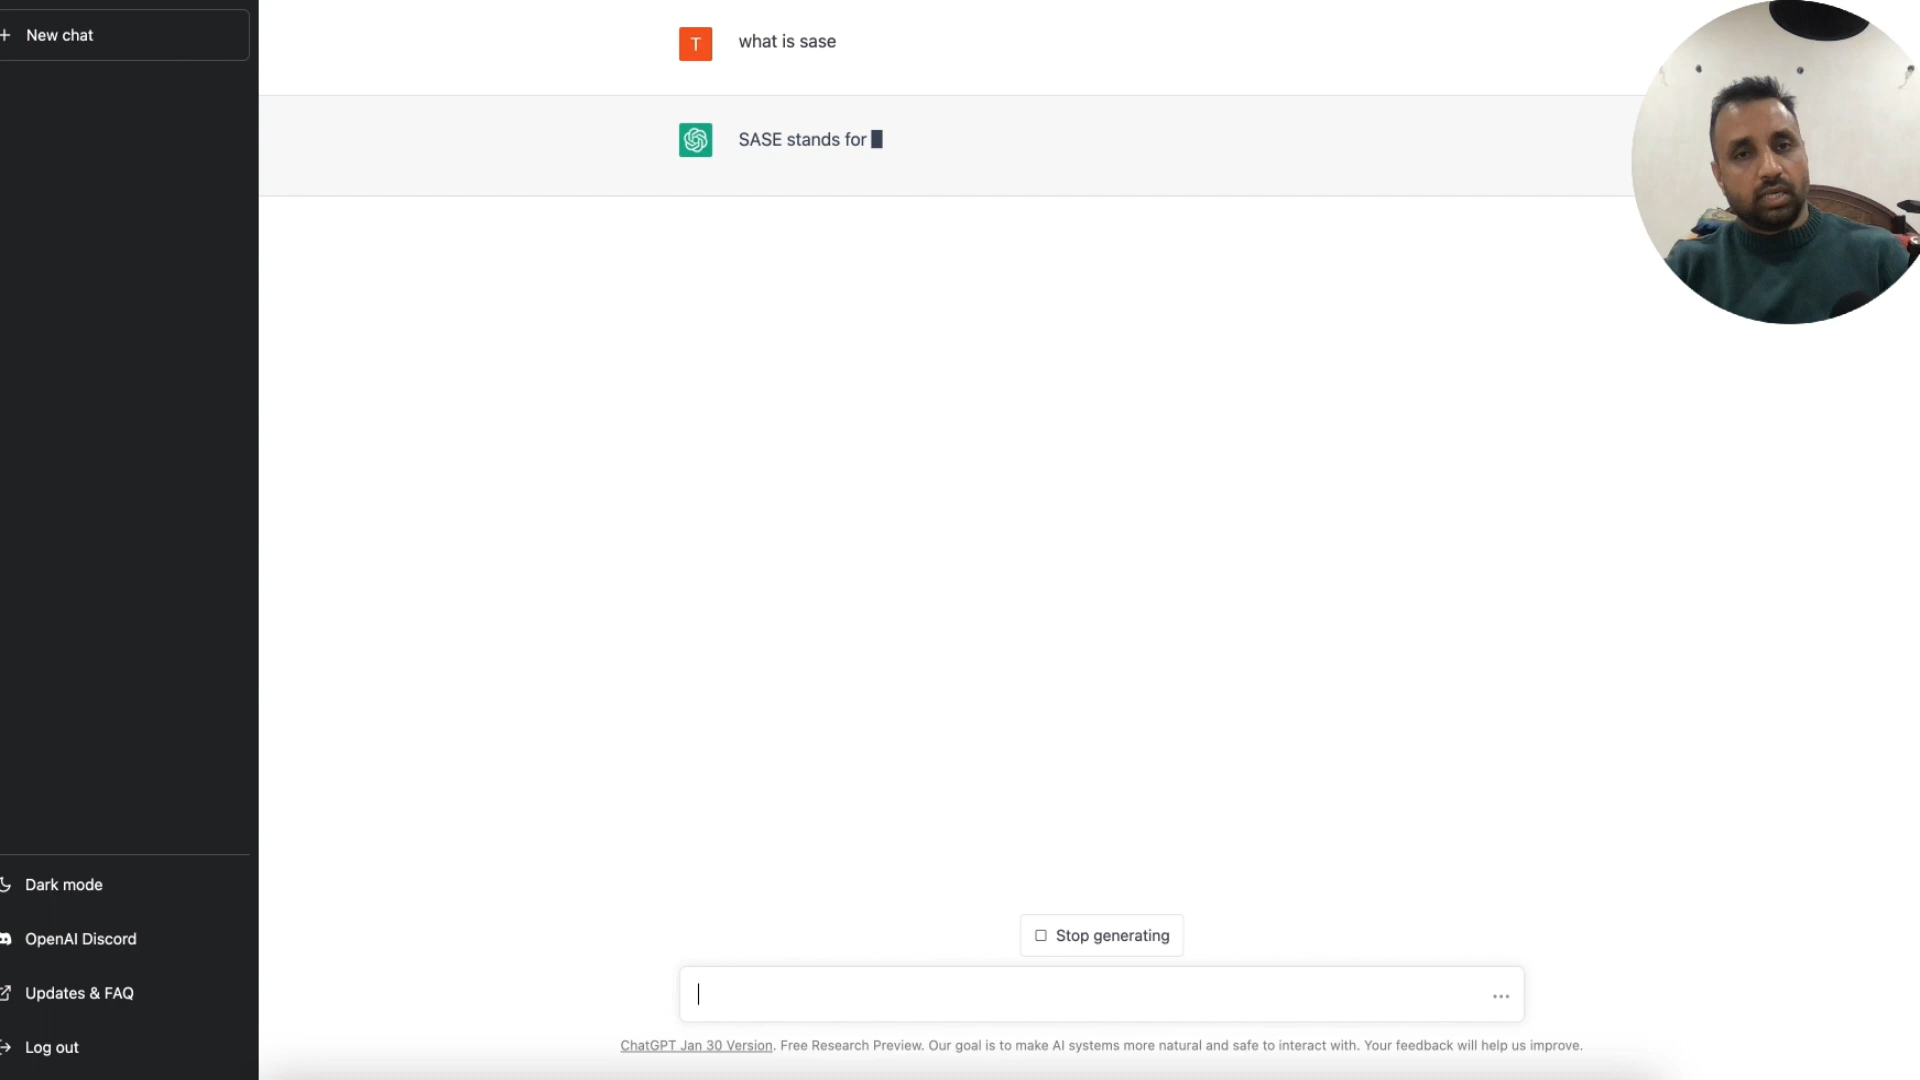 New chat
T
what is sase
SASE stands for
Dark mode
OpenAI Discord
Updates & FAQ
Log out
Stop generating
ChatGPT Jan 30 Version. Free Research Preview. Our goal is to make AI systems more natural and safe to interact with. Your feedback will help us improve.